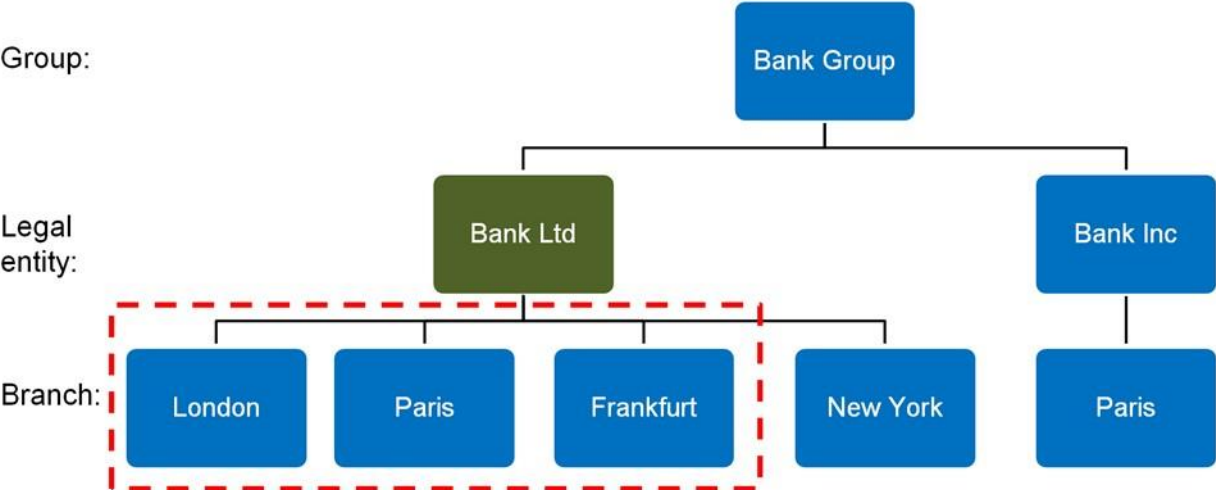 Group:
Bank Group
Legal
entity:
Bank Ltd
Bank Inc
Branch:
London
Paris
Frankfurt
New York
Paris